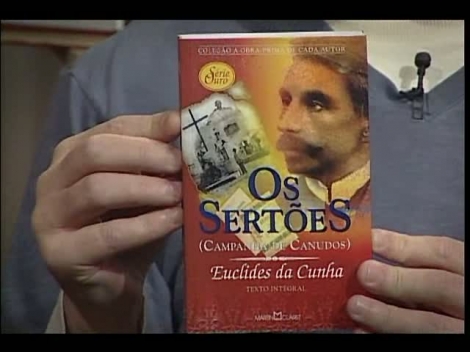 COLEÇÃO A OBRA-PRIMA DE CADA AUTOR
Série
Ouro
OS
SERTÕES
(CAMPANHA DE CANUDOS)
Euclides da Cunha
TEXTO INTEGRAL
MARTIN CLARET